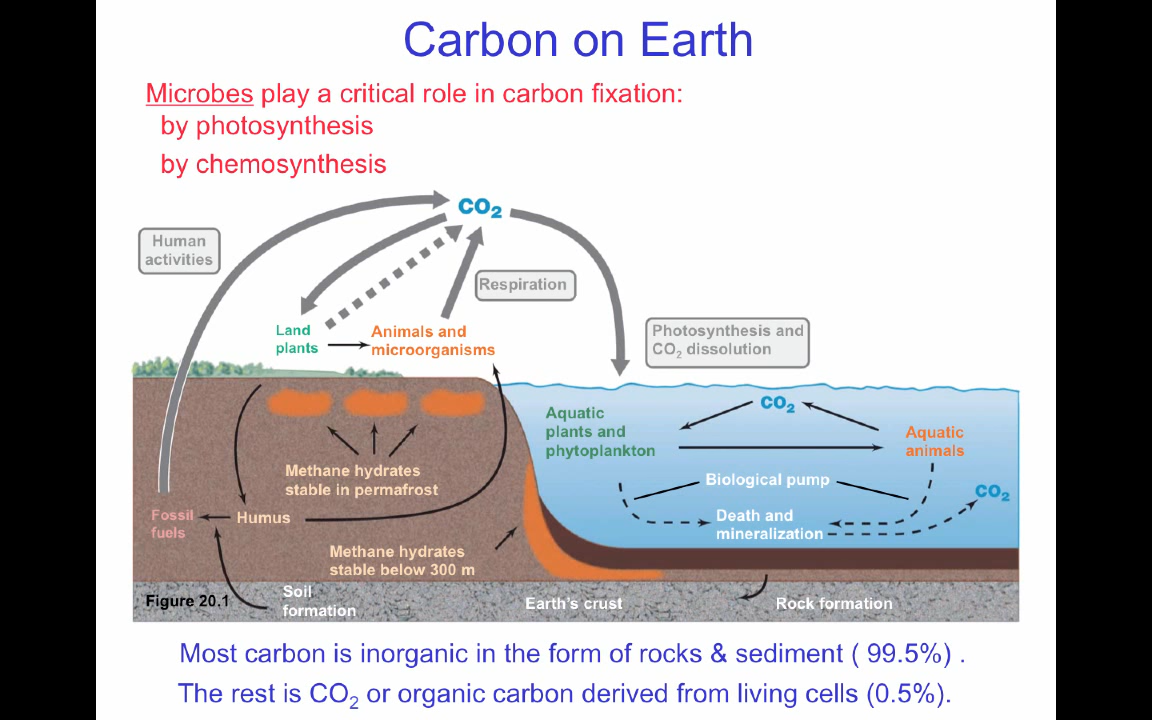 Carbon on Earth
Microbes play a critical role in carbon fixation:
by photosynthesis
by chemosynthesis
CO₂
Human
activities
Respiration
Land
plants
Animals and
microorganisms
Photosynthesis and
CO₂ dissolution
CO₂
Aquatic
plants and
phytoplankton
Aquatic
animals
Methane hydrates
stable in permafrost
Biological pump
CO₂
Fossil
fuels
Humus
Death and
mineralization
Methane hydrates
stable below 300 m
Figure 20.1
Soil
formation
Earth's crust
Rock formation
Most carbon is inorganic in the form of rocks & sediment ( 99.5%) .
The rest is CO₂ or organic carbon derived from living cells (0.5%).